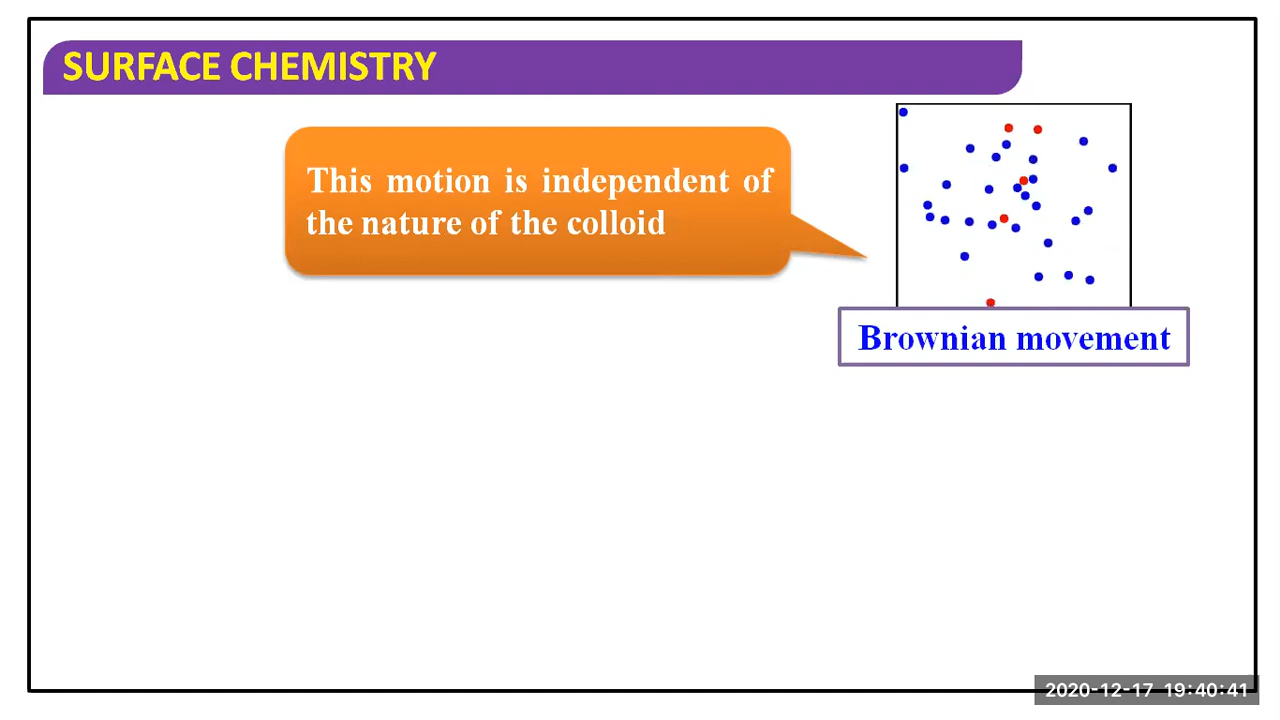 SURFACE CHEMISTRY
This motion is independent of
the nature of the colloid
Brownian movement
2020-12-17 19:40:41